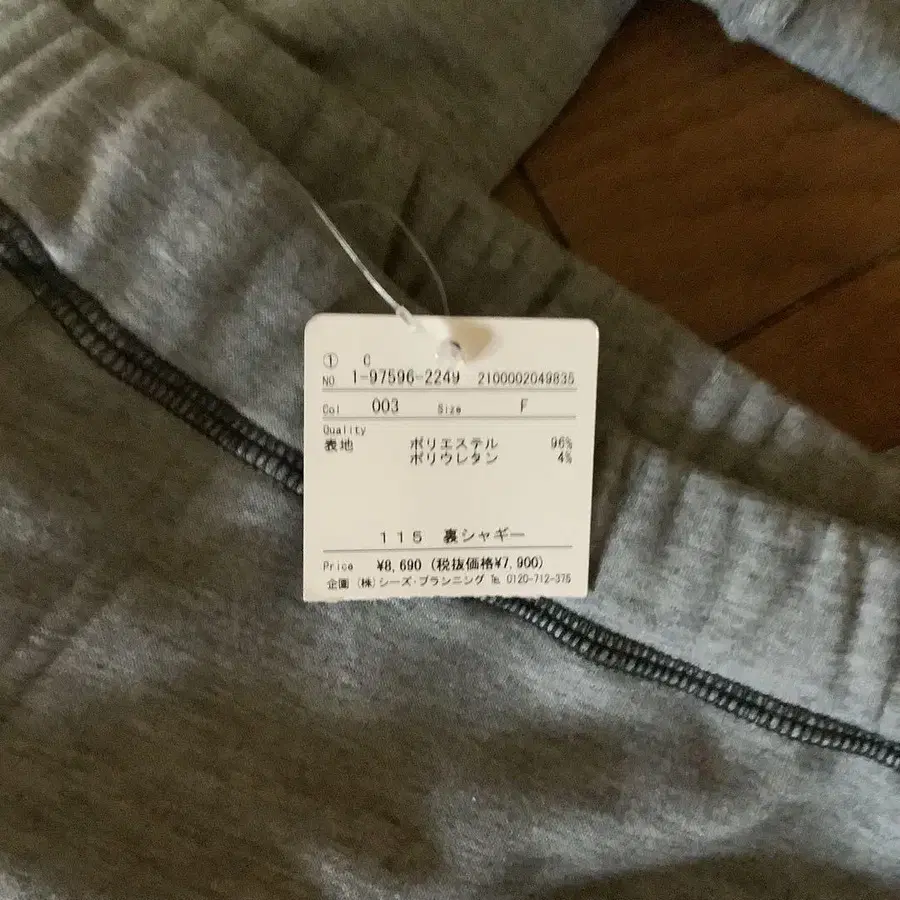 ① C
NO. 1-97596-2249 2100002049835
Col 003 Size F
Quality
表地 ポリエステル 96%
ポリウレタン 4%
115 裏シャギー
Price ¥8,690 (税抜価格¥7,900)
企画 (株)シーズ・プランニング ℡ 0120-712-375